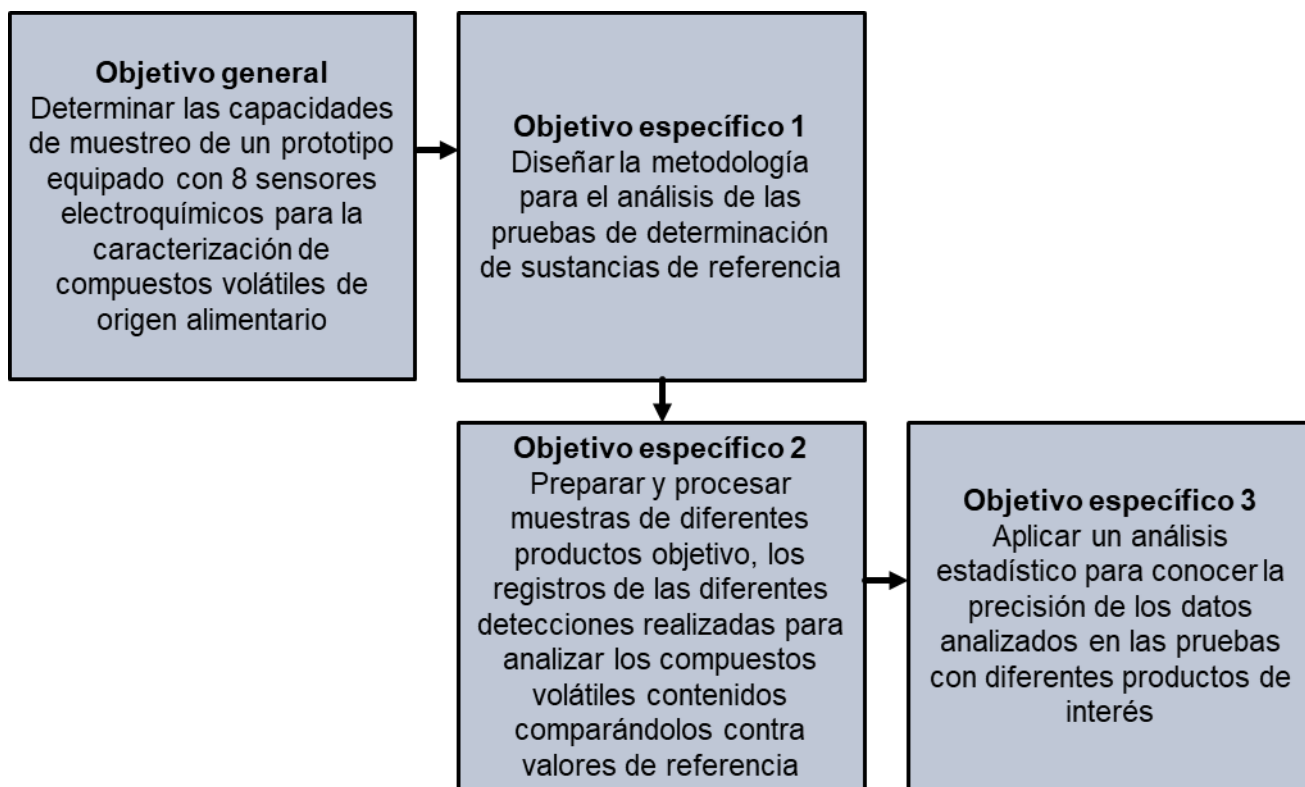 Objetivo general
Determinar las capacidades
de muestreo de un prototipo
equipado con 8 sensores
electroquímicos para la
caracterización de
compuestos volátiles de
origen alimentario
Objetivo específico 1
Diseñar la metodología
para el análisis de las
pruebas de determinación
de sustancias de referencia
Objetivo específico 2
Preparar y procesar
muestras de diferentes
productos objetivo, los
registros de las diferentes
detecciones realizadas para
analizar los compuestos
volátiles contenidos
comparándolos contra
valores de referencia
Objetivo específico 3
Aplicar un análisis
estadístico para conocer la
precisión de los datos
analizados en las pruebas
con diferentes productos de
interés